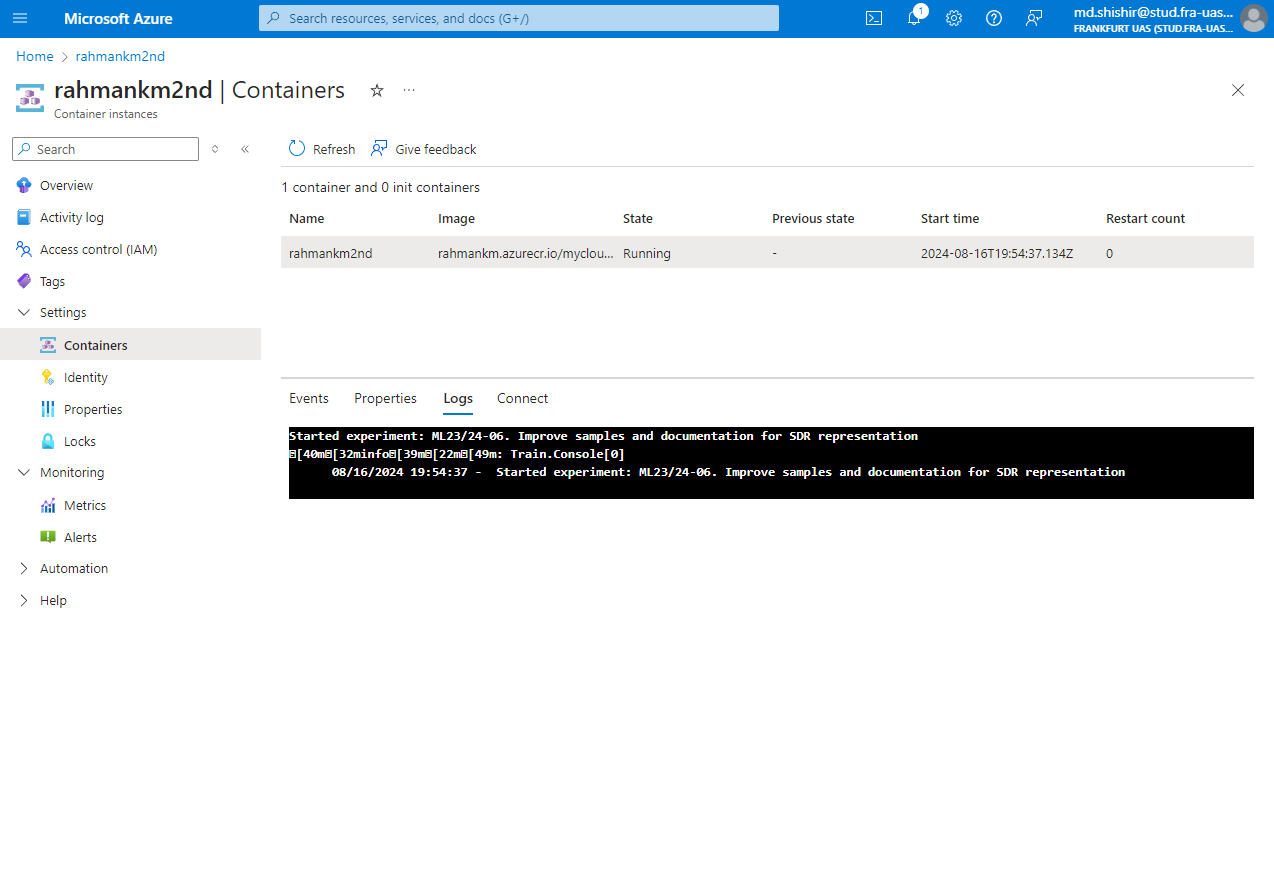 Microsoft Azure
Search resources, services, and docs (G+/)
1
md.shishir@stud.fra-uas...
FRANKFURT UAS (STUD.FRA-UAS...
Home > rahmankm2nd
rahmankm2nd | Containers
Container instances
Search
Refresh
Give feedback
Overview
Activity log
Access control (IAM)
Tags
Settings
Containers
Identity
Properties
Locks
Monitoring
Metrics
Alerts
Automation
Help
1 container and 0 init containers
Name Image State Previous state Start time Restart count
rahmankm2nd rahmankm.azurecr.io/myclou... Running - 2024-08-16T19:54:37.134Z 0
Events Properties Logs Connect
Started experiment: ML23/24-06. Improve samples and documentation for SDR representation
[40m[32minfo[39m[22m[49m: Train.Console[0]
08/16/2024 19:54:37 - Started experiment: ML23/24-06. Improve samples and documentation for SDR representation